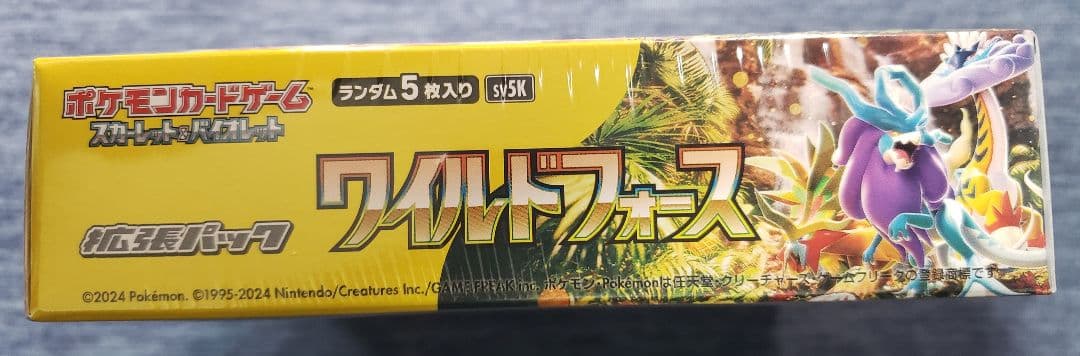 ポケモンカードゲーム™
スカーレット&バイオレット
ランダム5枚入り
sv5K
ワイルドフォース
拡張パック
©2024 Pokémon. ©1995-2024 Nintendo/Creatures Inc./GAME FREAK inc. ポケモン・Pokémonは任天堂・クリーチャーズ・ゲームフリークの登録商標です。